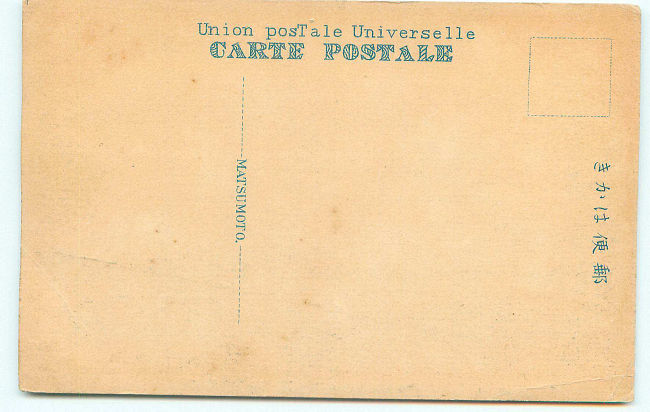 Union posTale Universelle
CARTE POSTALE
MATSUMOTO.
きかは便郵